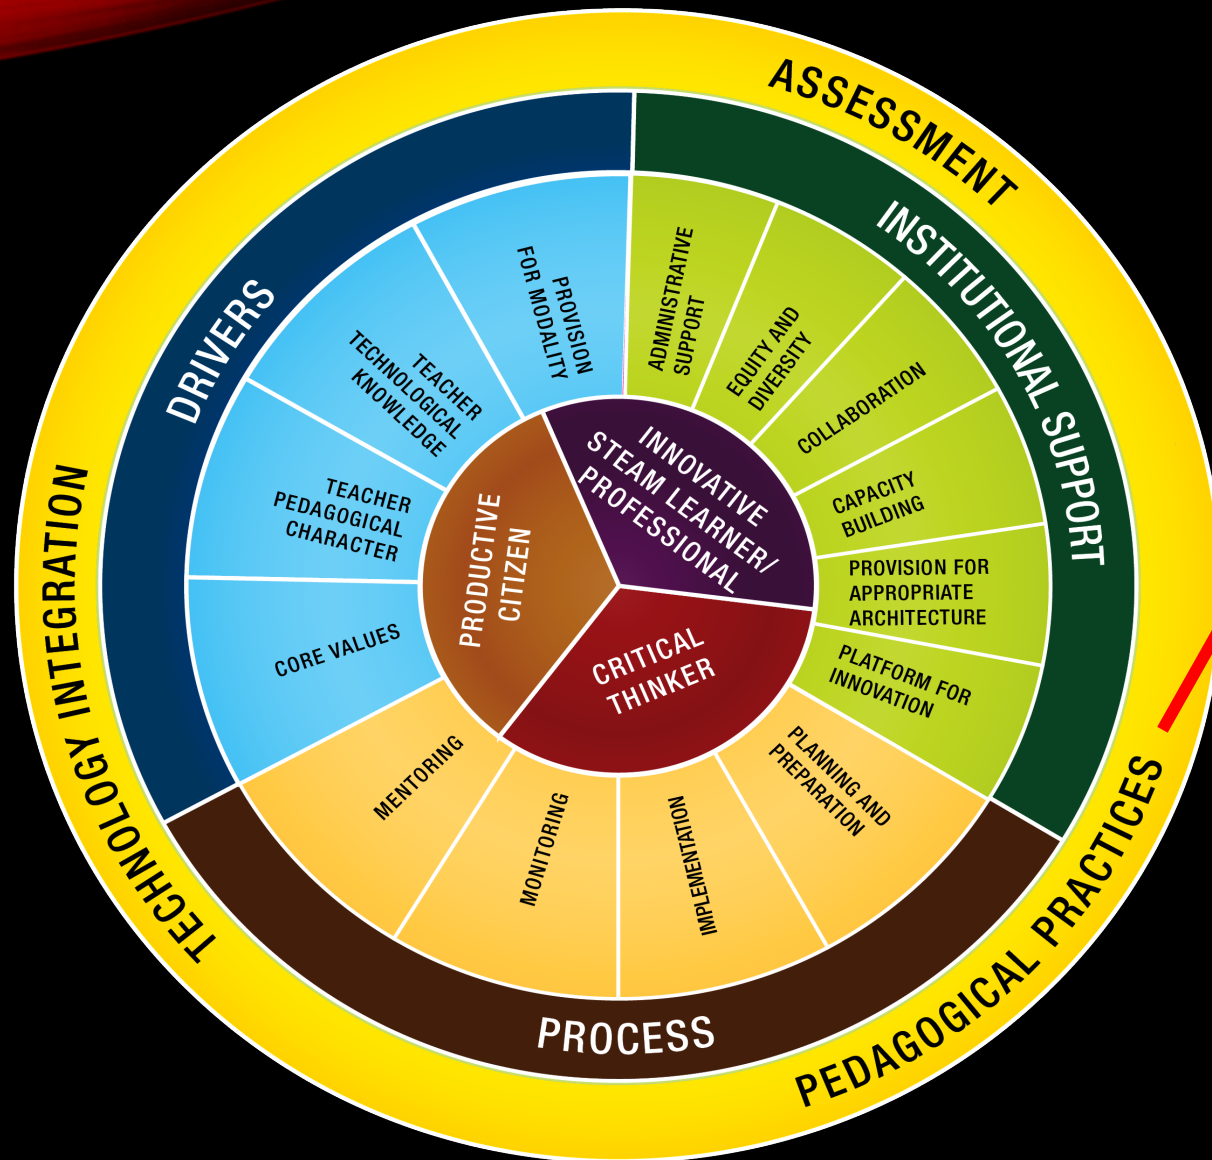 ASSESSMENT
INSTITUTIONAL SUPPORT
DRIVERS
PROVISION
FOR MODALITY
ADMINISTRATIVE
SUPPORT
EQUITY AND
DIVERSITY
COLLABORATION
CAPACITY
BUILDING
PROVISION FOR
APPROPRIATE
ARCHITECTURE
PLATFORM FOR
INNOVATION
TEACHER
TECHNOLOGICAL
KNOWLEDGE
TEACHER
PEDAGOGICAL
CHARACTER
CORE VALUES
INNOVATIVE
STEAM LEARNER/
PROFESSIONAL
PRODUCTIVE
CITIZEN
CRITICAL
THINKER
MENTORING
MONITORING
IMPLEMENTATION
PLANNING AND
PREPARATION
PROCESS
TECHNOLOGY INTEGRATION
PEDAGOGICAL PRACTICES